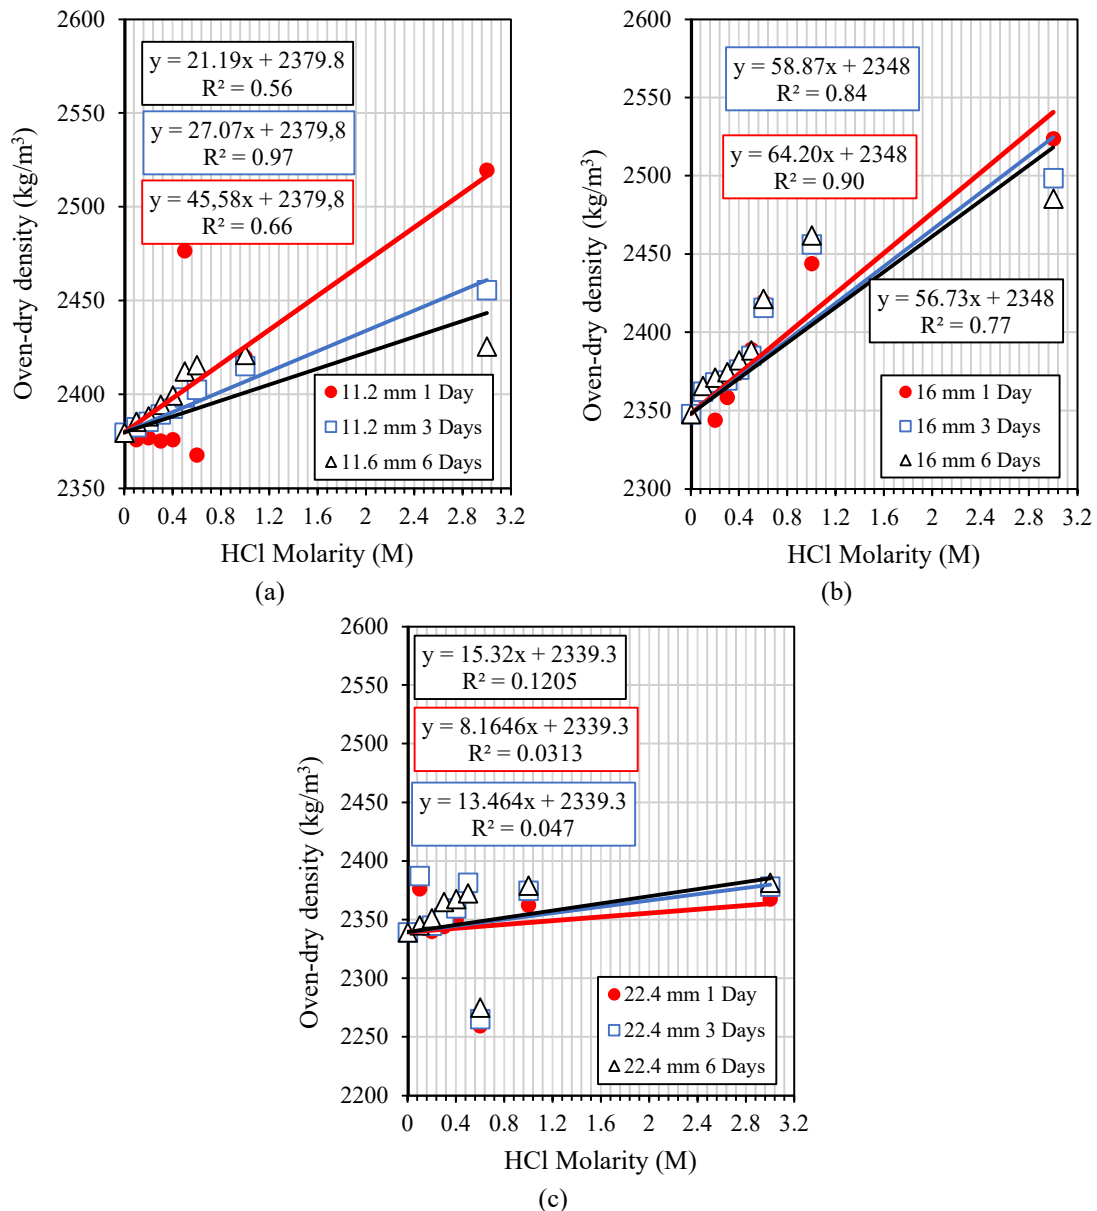 2600
2550
2500
2450
2400
2350
Oven-dry density (kg/m³)
y = 21.19x + 2379.8
R² = 0.56
y = 27.07x + 2379,8
R² = 0.97
y = 45,58x + 2379,8
R² = 0.66
11.2 mm 1 Day
11.2 mm 3 Days
11.6 mm 6 Days
0 0.4 0.8 1.2 1.6 2 2.4 2.8 3.2
HCl Molarity (M)
(a)
2600
2550
2500
2450
2400
2350
2300
Oven-dry density (kg/m³)
y = 58.87x + 2348
R² = 0.84
y = 64.20x + 2348
R² = 0.90
y = 56.73x + 2348
R² = 0.77
16 mm 1 Day
16 mm 3 Days
16 mm 6 Days
0 0.4 0.8 1.2 1.6 2 2.4 2.8 3.2
HCl Molarity (M)
(b)
2600
2550
2500
2450
2400
2350
2300
2250
2200
Oven-dry density (kg/m³)
y = 15.32x + 2339.3
R² = 0.1205
y = 8.1646x + 2339.3
R² = 0.0313
y = 13.464x + 2339.3
R² = 0.047
22.4 mm 1 Day
22.4 mm 3 Days
22.4 mm 6 Days
0 0.4 0.8 1.2 1.6 2 2.4 2.8 3.2
HCl Molarity (M)
(c)